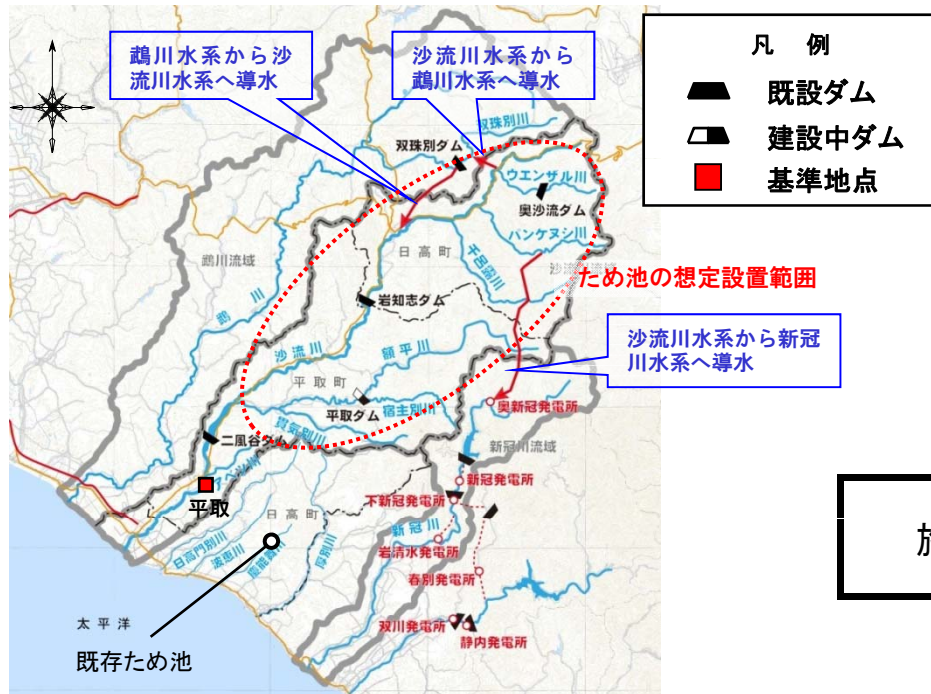 鵡川水系から沙
流川水系へ導水
沙流川水系から
鵡川水系へ導水
凡 例
既設ダム
建設中ダム
基準地点
双珠別川
双珠別ダム
ウエンザル川
奥沙流ダム
パンケヌシ川
日高町
千呂露川
鵡川流域
鵡川
ため池の想定設置範囲
岩知志ダム
沙流川水系から新冠
川水系へ導水
沙流川
額平川
平取町
平取ダム
宿主別川
貫気別川
奥新冠発電所
二風谷ダム
新冠川流域
平取
新冠発電所
下新冠発電所
日高町
新冠川
岩清水発電所
日高門別川
波恵川
厚別川
春別発電所
太平洋
双川発電所
静内発電所
既存ため池